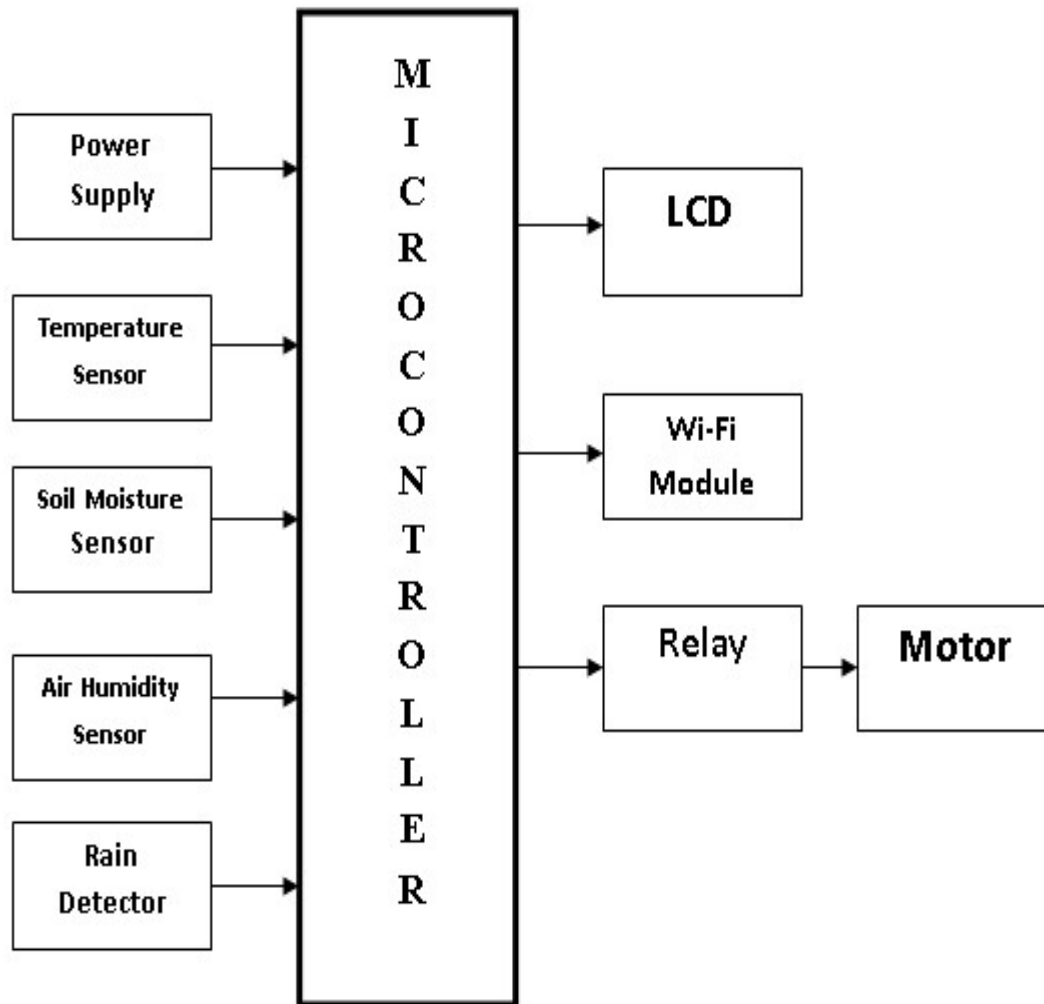 Power
Supply
Temperature
Sensor
Soil Moisture
Sensor
Air Humidity
Sensor
Rain
Detector
M
I
C
R
O
C
O
N
T
R
O
L
L
E
R
LCD
Wi-Fi
Module
Relay
Motor